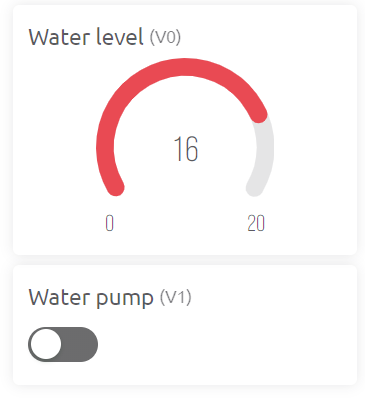 Water level (V0)
16
0 20
Water pump (V1)